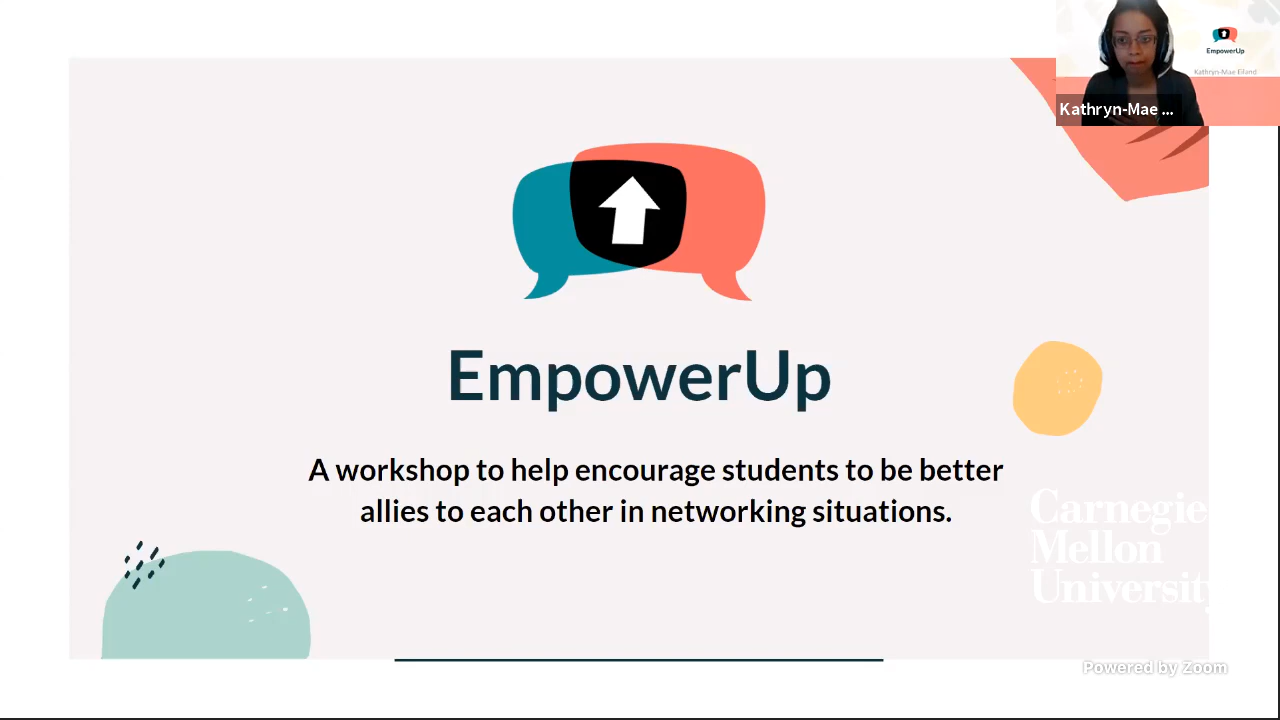 EmpowerUp
Kathryn-Mae Eiland
Kathryn-Mae ...
EmpowerUp
A workshop to help encourage students to be better
allies to each other in networking situations.
Carnegie
Mellon
University
Powered by Zoom